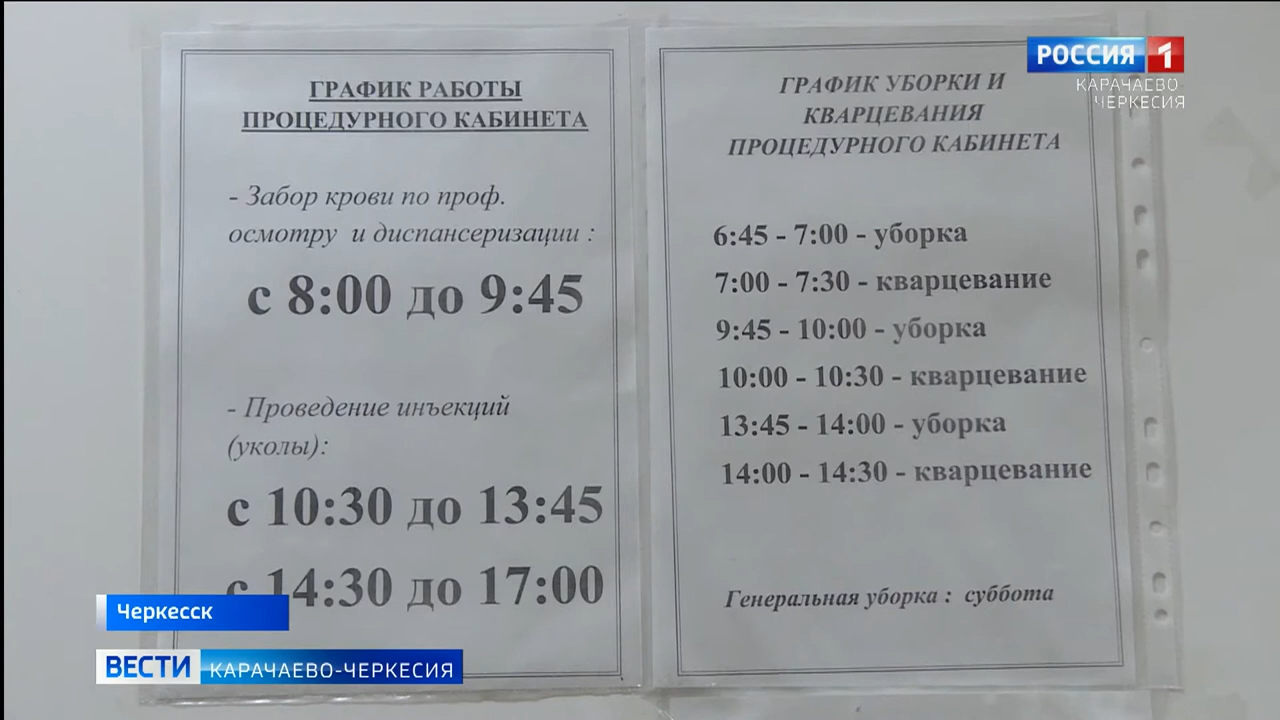 ГРАФИК РАБОТЫ
ПРОЦЕДУРНОГО КАБИНЕТА
- Забор крови по проф.
осмотру и диспансеризации :
с 8:00 до 9:45
- Проведение инъекций
(уколы):
с 10:30 до 13:45
с 14:30 до 17:00
ГРАФИК УБОРКИ И
КВАРЦЕВАНИЯ
ПРОЦЕДУРНОГО КАБИНЕТА
6:45 - 7:00 - уборка
7:00 - 7:30 - кварцевание
9:45 - 10:00 - уборка
10:00 - 10:30 - кварцевание
13:45 - 14:00 - уборка
14:00 - 14:30 - кварцевание
Генеральная уборка : суббота
РОССИЯ 1
КАРАЧАЕВО-
ЧЕРКЕСИЯ
Черкесск
ВЕСТИ КАРАЧАЕВО-ЧЕРКЕСИЯ